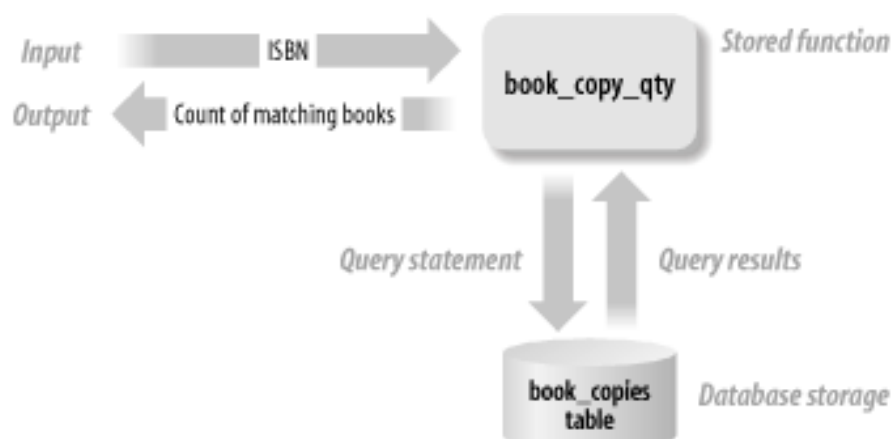 Input
ISBN
book_copy_qty
Stored function
Output
Count of matching books
Query statement
Query results
book_copies
table
Database storage